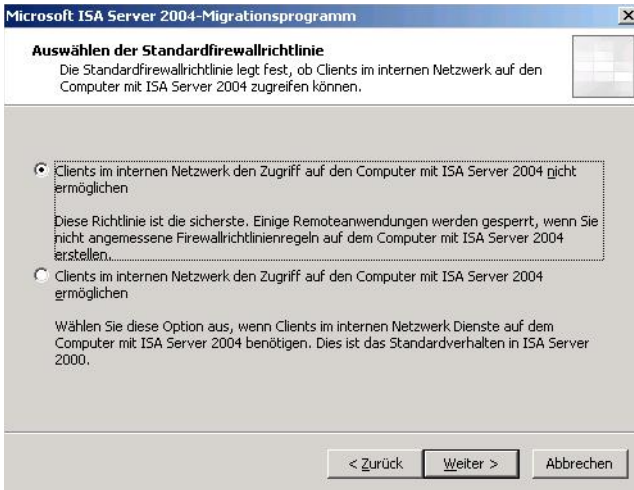 Microsoft ISA Server 2004-Migrationsprogramm
Auswählen der Standardfirewallrichtlinie
Die Standardfirewallrichtlinie legt fest, ob Clients im internen Netzwerk auf den
Computer mit ISA Server 2004 zugreifen können.
Clients im internen Netzwerk den Zugriff auf den Computer mit ISA Server 2004 nicht
ermöglichen
Diese Richtlinie ist die sicherste. Einige Remoteanwendungen werden gesperrt, wenn Sie
nicht angemessene Firewallrichtlinienregeln auf dem Computer mit ISA Server 2004
erstellen.
Clients im internen Netzwerk den Zugriff auf den Computer mit ISA Server 2004
ermöglichen
Wählen Sie diese Option aus, wenn Clients im internen Netzwerk Dienste auf dem
Computer mit ISA Server 2004 benötigen. Dies ist das Standardverhalten in ISA Server
2000.
< Zurück Weiter > Abbrechen